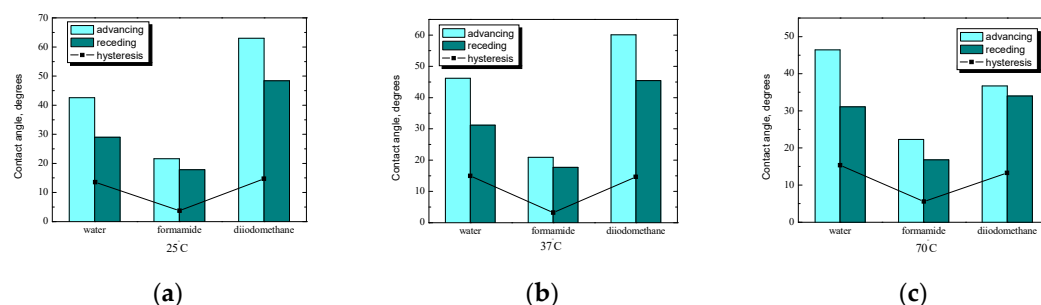 70
60
50
40
30
20
10
0
Contact angle, degrees
advancing
receding
hysteresis
water formamide diiodomethane
25°C
(a)
60
50
40
30
20
10
0
Contact angle, degrees
advancing
receding
hysteresis
water formamide diiodomethane
37°C
(b)
50
40
30
20
10
0
Contact angle, degrees
advancing
receding
hysteresis
water formamide diiodomethane
70°C
(c)